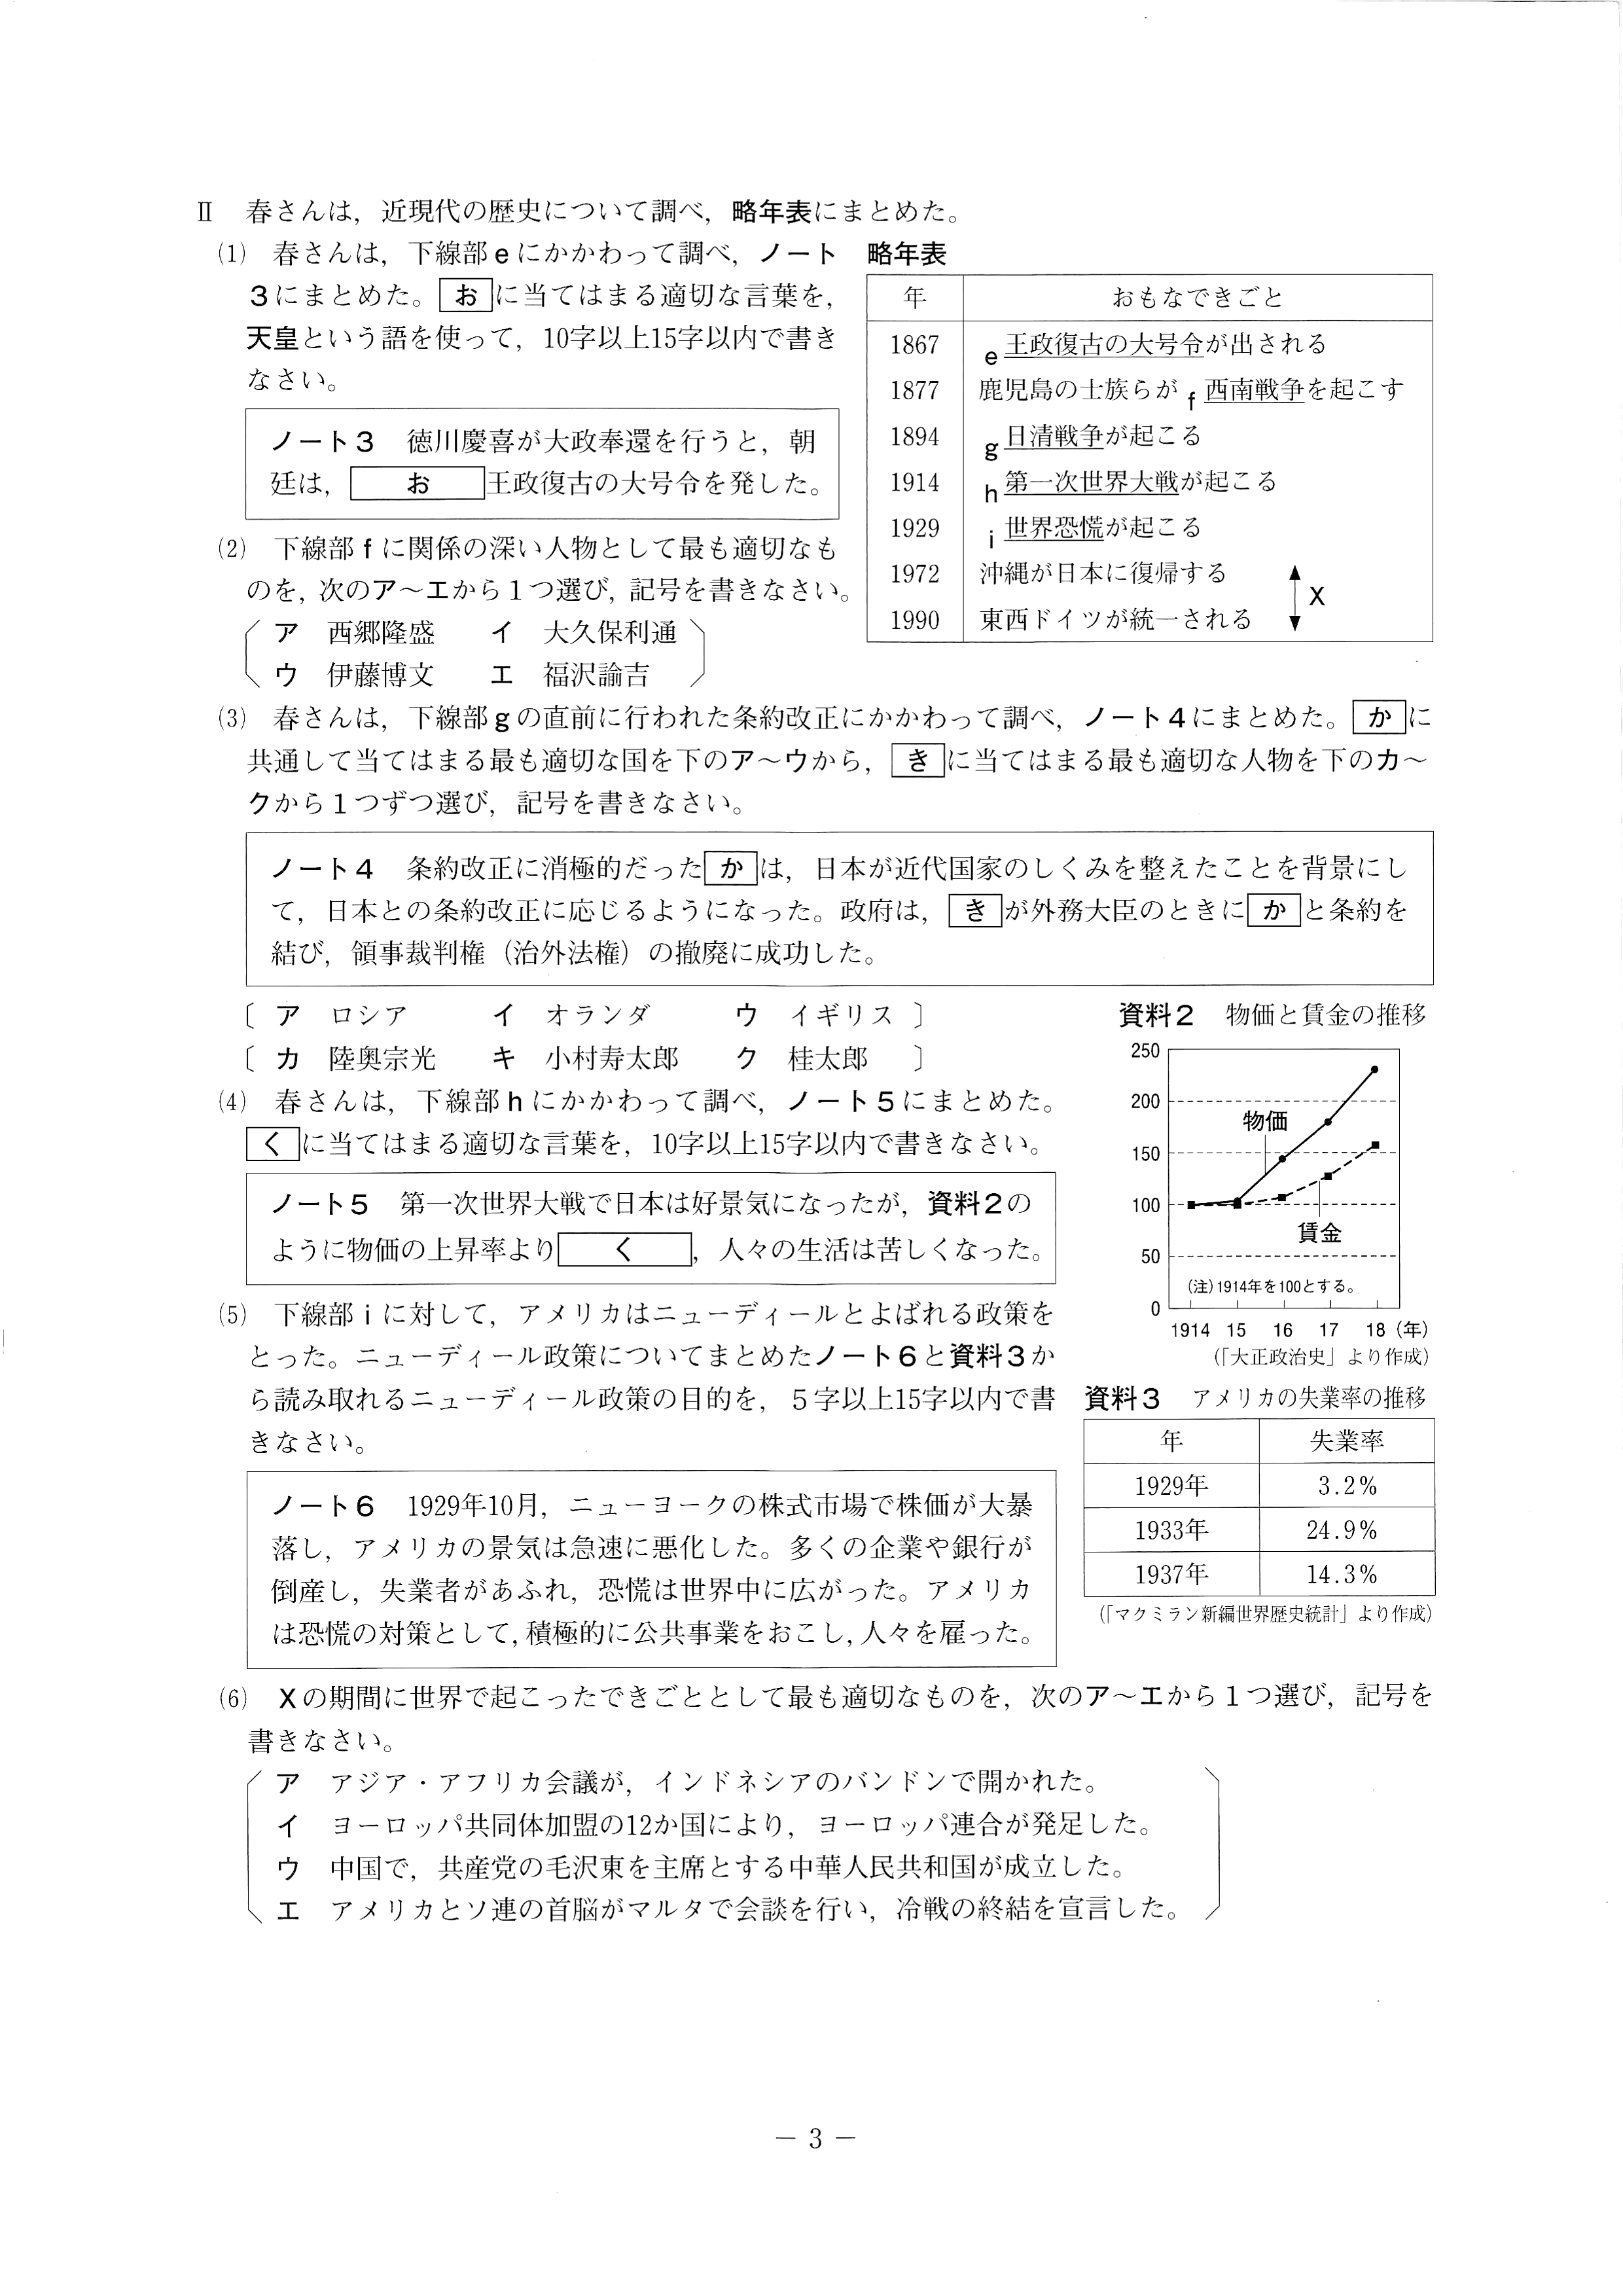 Ⅱ 春さんは，近現代の歴史について調べ，略年表にまとめた。
(1) 春さんは，下線部eにかかわって調べ，ノート
3にまとめた。おに当てはまる適切な言葉を，
天皇という語を使って，10字以上15字以内で書き
なさい。
ノート3 徳川慶喜が大政奉還を行うと，朝
廷は，お王政復古の大号令を発した。
(2) 下線部fに関係の深い人物として最も適切なも
のを，次のア～エから1つ選び，記号を書きなさい。
ア 西郷隆盛 イ 大久保利通
ウ 伊藤博文 エ 福沢諭吉
略年表
年 おもなできごと
1867 e王政復古の大号令が出される
1877 鹿児島の士族らがf西南戦争を起こす
1894 g日清戦争が起こる
1914 h第一次世界大戦が起こる
1929 i世界恐慌が起こる
1972 沖縄が日本に復帰する
X
1990 東西ドイツが統一される
(3) 春さんは，下線部gの直前に行われた条約改正にかかわって調べ，ノート4にまとめた。かに
共通して当てはまる最も適切な国を下のア～ウから，きに当てはまる最も適切な人物を下のカ～
クから1つずつ選び，記号を書きなさい。
ノート4 条約改正に消極的だったかは，日本が近代国家のしくみを整えたことを背景にし
て，日本との条約改正に応じるようになった。政府は，きが外務大臣のときにかと条約を
結び，領事裁判権（治外法権）の撤廃に成功した。
〔 ア ロシア イ オランダ ウ イギリス 〕
〔 カ 陸奥宗光 キ 小村寿太郎 ク 桂太郎 〕
(4) 春さんは，下線部hにかかわって調べ，ノート5にまとめた。
くに当てはまる適切な言葉を，10字以上15字以内で書きなさい。
ノート5 第一次世界大戦で日本は好景気になったが，資料2の
ように物価の上昇率よりく，人々の生活は苦しくなった。
資料2 物価と賃金の推移
250
200
150
100
50
0
物価
賃金
(注)1914年を100とする。
1914 15 16 17 18（年）
（「大正政治史」より作成）
(5) 下線部iに対して，アメリカはニューディールとよばれる政策を
とった。ニューディール政策についてまとめたノート6と資料3か
ら読み取れるニューディール政策の目的を，5字以上15字以内で書
きなさい。
ノート6 1929年10月，ニューヨークの株式市場で株価が大暴
落し，アメリカの景気は急速に悪化した。多くの企業や銀行が
倒産し，失業者があふれ，恐慌は世界中に広がった。アメリカ
は恐慌の対策として，積極的に公共事業をおこし，人々を雇った。
資料3 アメリカの失業率の推移
年 失業率
1929年 3.2%
1933年 24.9%
1937年 14.3%
（「マクミラン新編世界歴史統計」より作成）
(6) Xの期間に世界で起こったできごととして最も適切なものを，次のア～エから1つ選び，記号を
書きなさい。
ア アジア・アフリカ会議が，インドネシアのバンドンで開かれた。
イ ヨーロッパ共同体加盟の12か国により，ヨーロッパ連合が発足した。
ウ 中国で，共産党の毛沢東を主席とする中華人民共和国が成立した。
エ アメリカとソ連の首脳がマルタで会談を行い，冷戦の終結を宣言した。
－ 3 －